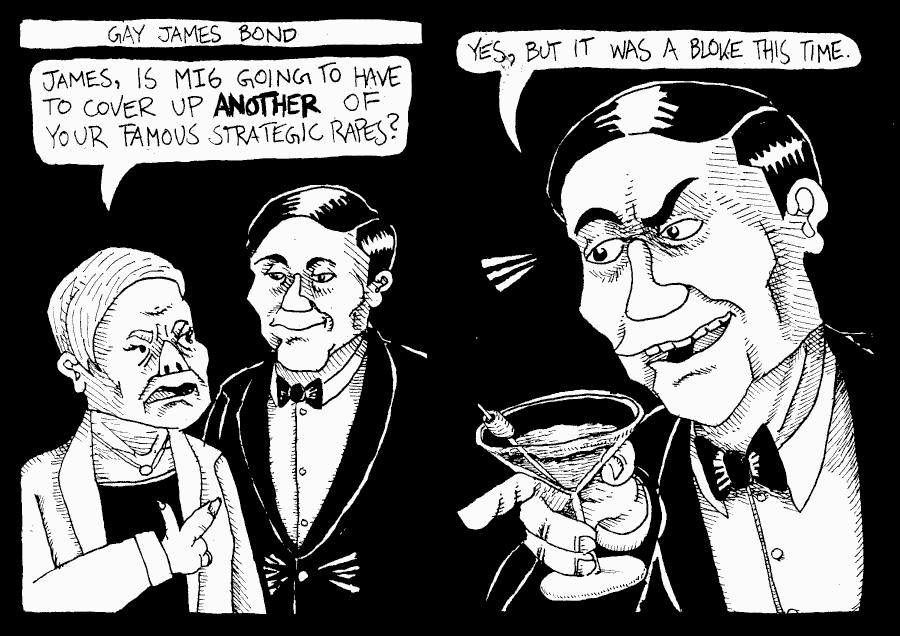 GAY JAMES BOND
JAMES, IS MI6 GOING TO HAVE
TO COVER UP ANOTHER OF
YOUR FAMOUS STRATEGIC RAPES?
YES, BUT IT WAS A BLOKE THIS TIME.